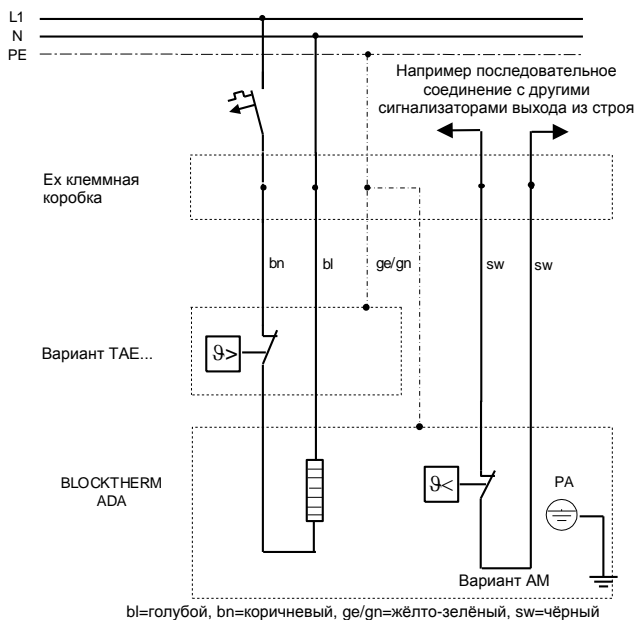 L1
N
PE
Например последовательное
соединение с другими
сигнализаторами выхода из строя
Ex клеммная
коробка
bn
bl
ge/gn
sw
sw
Вариант TAE...
ϑ>
BLOCKTHERM
ADA
ϑ<
PA
Вариант AM
bl=голубой, bn=коричневый, ge/gn=жёлто-зелёный, sw=чёрный